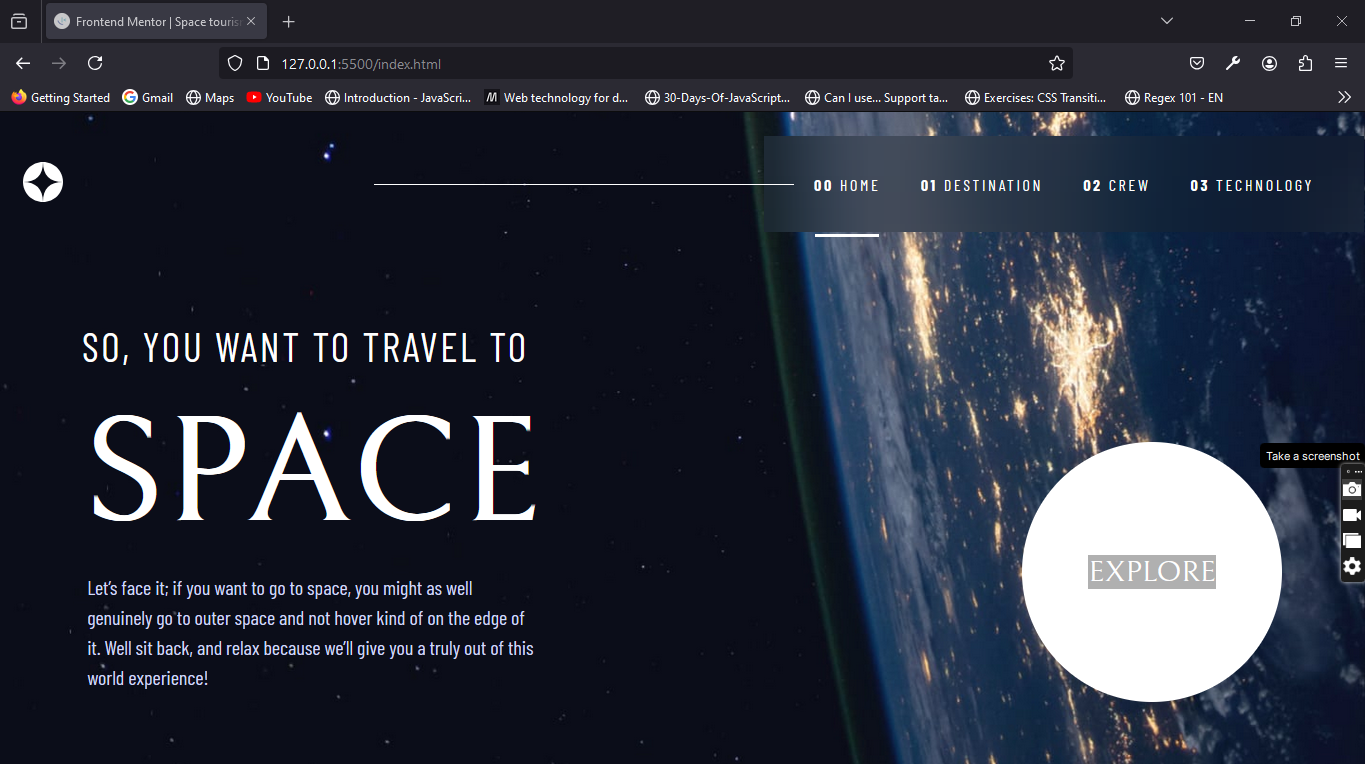 Frontend Mentor | Space touris
127.0.0.1:5500/index.html
Getting Started Gmail Maps YouTube Introduction - JavaScri... Web technology for d... 30-Days-Of-JavaScript... Can I use... Support ta... Exercises: CSS Transiti... Regex 101 - EN
00 HOME 01 DESTINATION 02 CREW 03 TECHNOLOGY
SO, YOU WANT TO TRAVEL TO
SPACE
Take a screenshot
EXPLORE
Let's face it; if you want to go to space, you might as well
genuinely go to outer space and not hover kind of on the edge of
it. Well sit back, and relax because we'll give you a truly out of this
world experience!